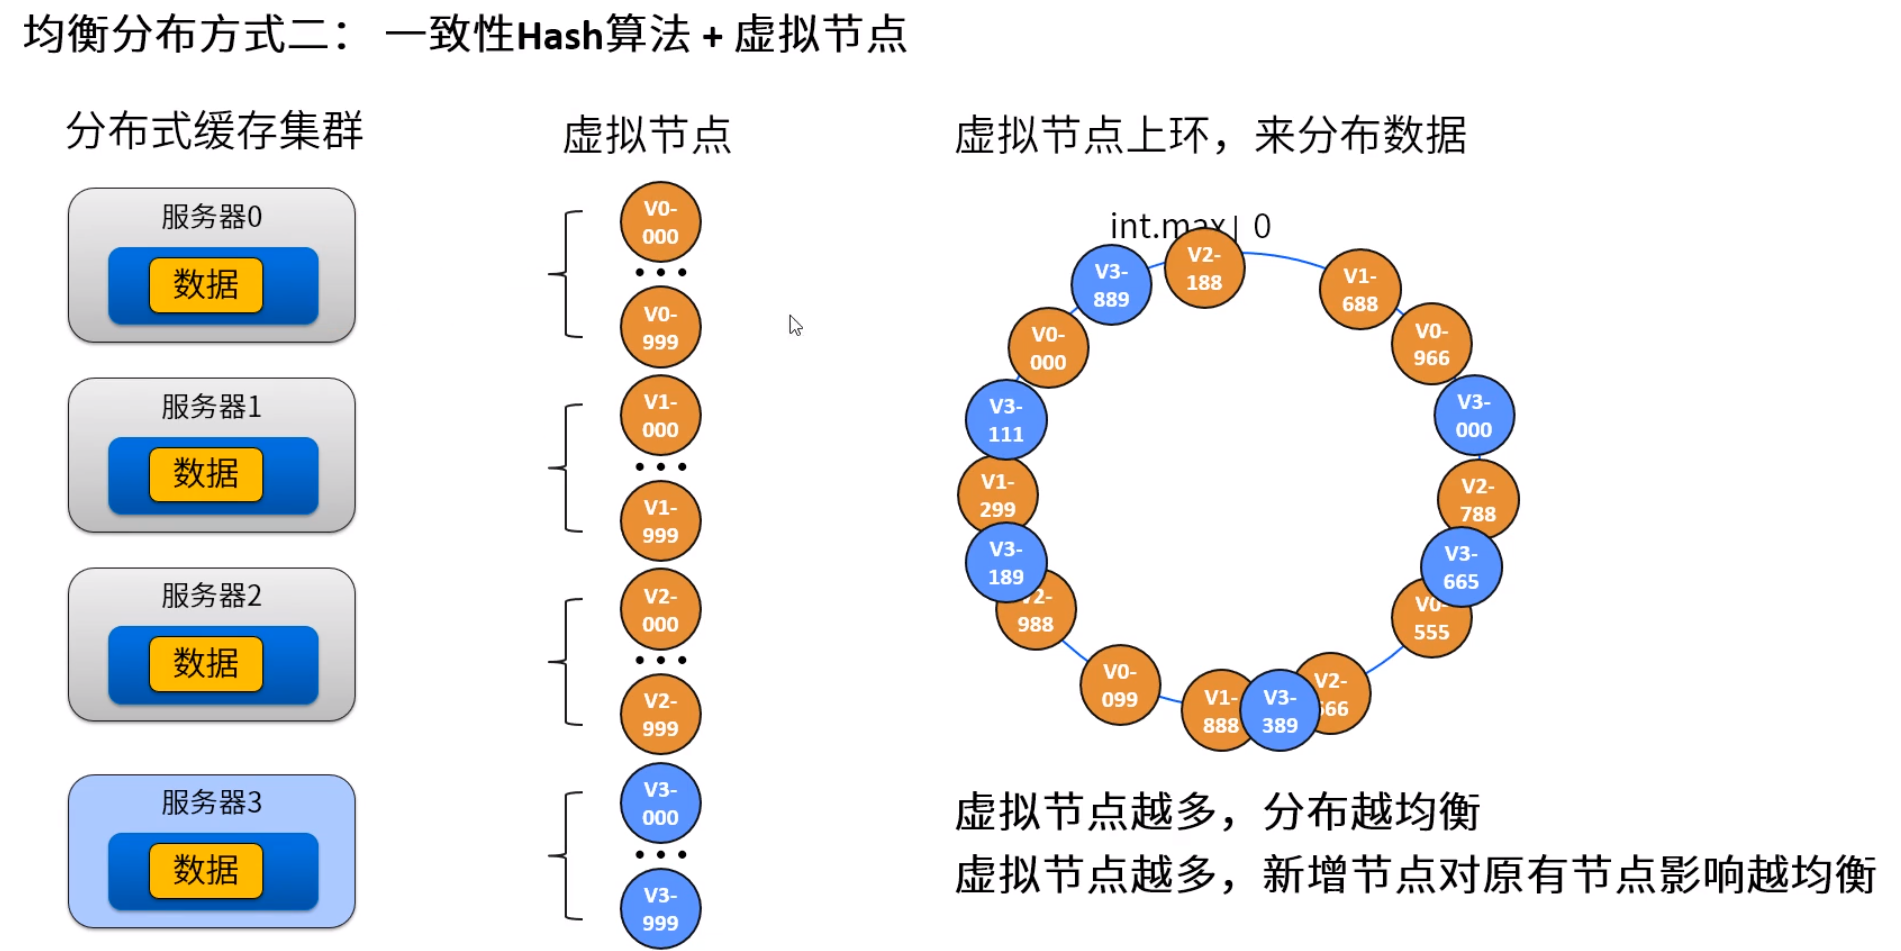 均衡分布方式二： 一致性Hash算法 + 虚拟节点
分布式缓存集群
服务器0
数据
服务器1
数据
服务器2
数据
服务器3
数据
虚拟节点
V0-
000
•••
V0-
999
V1-
000
•••
V1-
999
V2-
000
•••
V2-
999
V3-
000
•••
V3-
999
虚拟节点上环，来分布数据
int.max| 0
V2-
188
V1-
688
V0-
966
V3-
000
V2-
788
V3-
665
V0-
555
V2-
666
V3-
389
V1-
888
V0-
099
V2-
988
V3-
189
V1-
299
V3-
111
V0-
000
V3-
889
虚拟节点越多，分布越均衡
虚拟节点越多，新增节点对原有节点影响越均衡